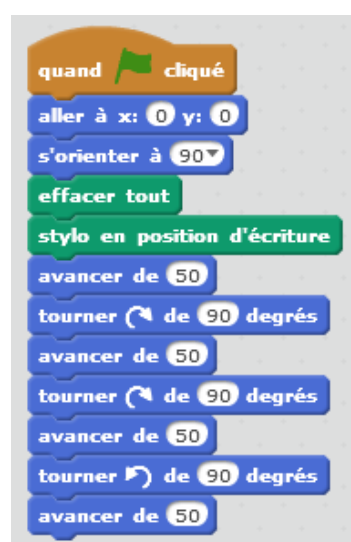 quand cliqué
aller à x: 0 y: 0
s'orienter à 90
effacer tout
stylo en position d'écriture
avancer de 50
tourner de 90 degrés
avancer de 50
tourner de 90 degrés
avancer de 50
tourner de 90 degrés
avancer de 50